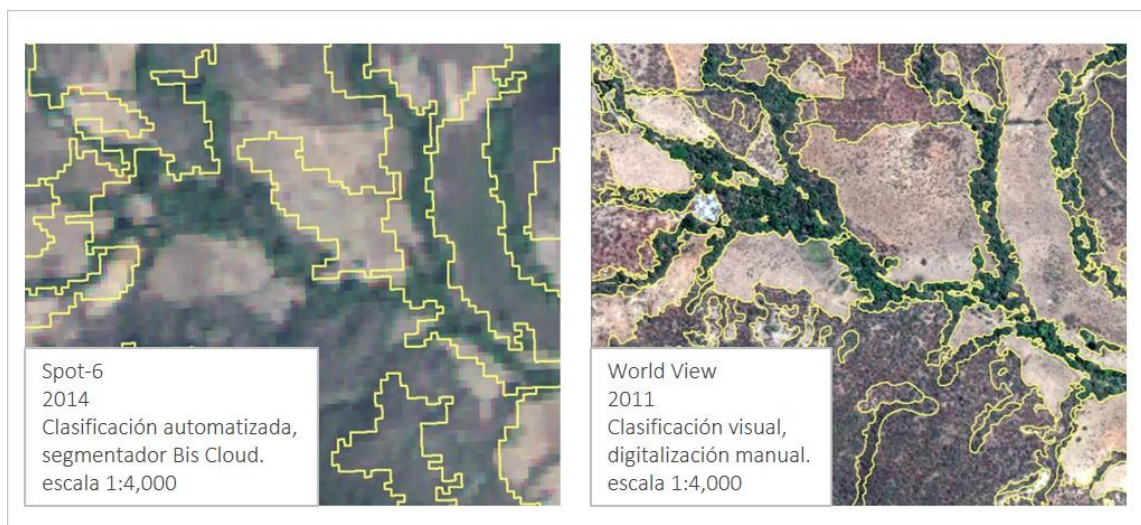 Spot-6
2014
Clasificación automatizada,
segmentador Bis Cloud.
escala 1:4,000
World View
2011
Clasificación visual,
digitalización manual.
escala 1:4,000